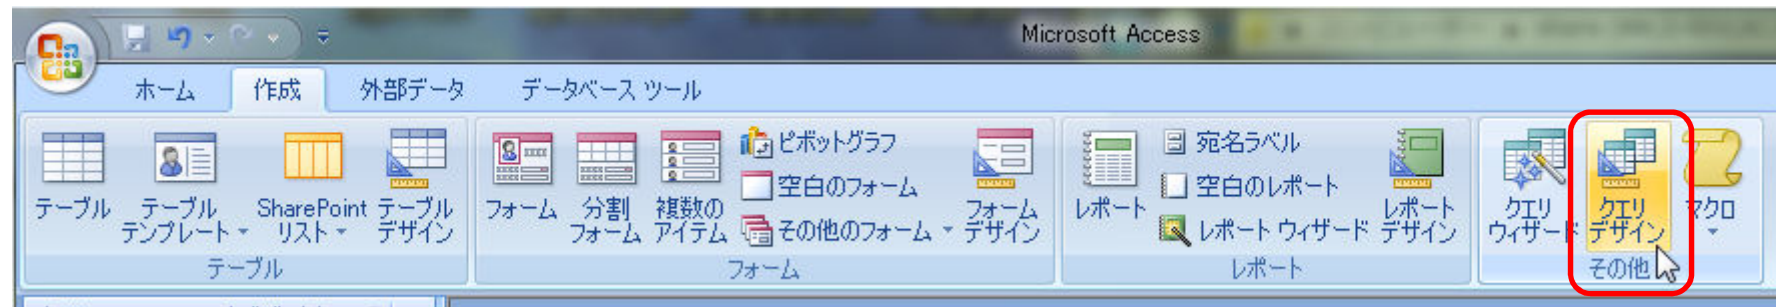 Microsoft Access
ホーム 作成 外部データ データベース ツール
テーブル
テーブル
テンプレート
SharePoint
リスト
テーブル
デザイン
テーブル
フォーム
分割
フォーム
複数の
アイテム
ピボットグラフ
空白のフォーム
その他のフォーム
フォーム
デザイン
フォーム
レポート
宛名ラベル
空白のレポート
レポート ウィザード
レポート
デザイン
レポート
クエリ
ウィザード
クエリ
デザイン
マクロ
その他